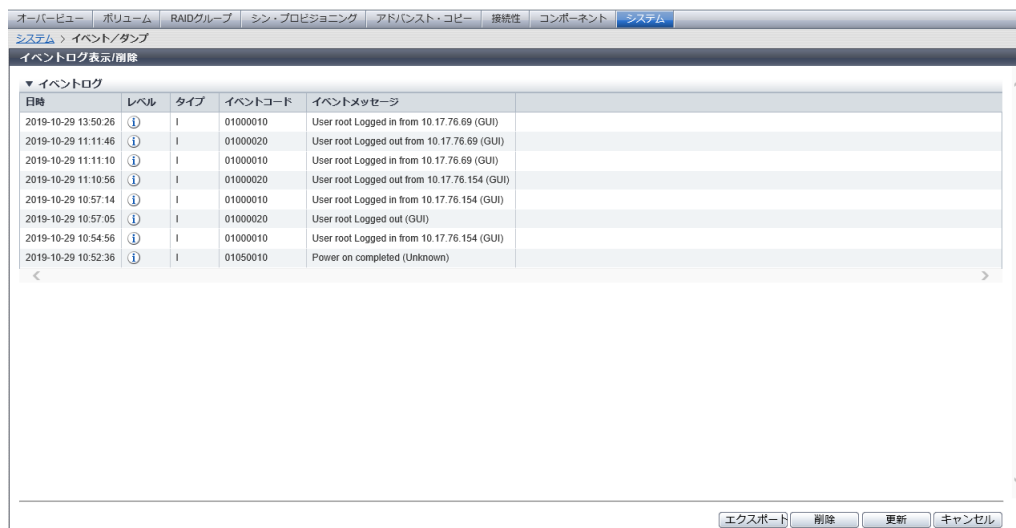 オーバービュー ボリューム RAIDグループ シン・プロビジョニング アドバンスト・コピー 接続性 コンポーネント システム
システム > イベント／ダンプ
イベントログ表示/削除
▼ イベントログ
日時 レベル タイプ イベントコード イベントメッセージ
2019-10-29 13:50:26 i I 01000010 User root Logged in from 10.17.76.69 (GUI)
2019-10-29 11:11:46 i I 01000020 User root Logged out from 10.17.76.69 (GUI)
2019-10-29 11:11:10 i I 01000010 User root Logged in from 10.17.76.69 (GUI)
2019-10-29 11:10:56 i I 01000020 User root Logged out from 10.17.76.154 (GUI)
2019-10-29 10:57:14 i I 01000010 User root Logged in from 10.17.76.154 (GUI)
2019-10-29 10:57:05 i I 01000020 User root Logged out (GUI)
2019-10-29 10:54:56 i I 01000010 User root Logged in from 10.17.76.154 (GUI)
2019-10-29 10:52:36 i I 01050010 Power on completed (Unknown)
エクスポート 削除 更新 キャンセル